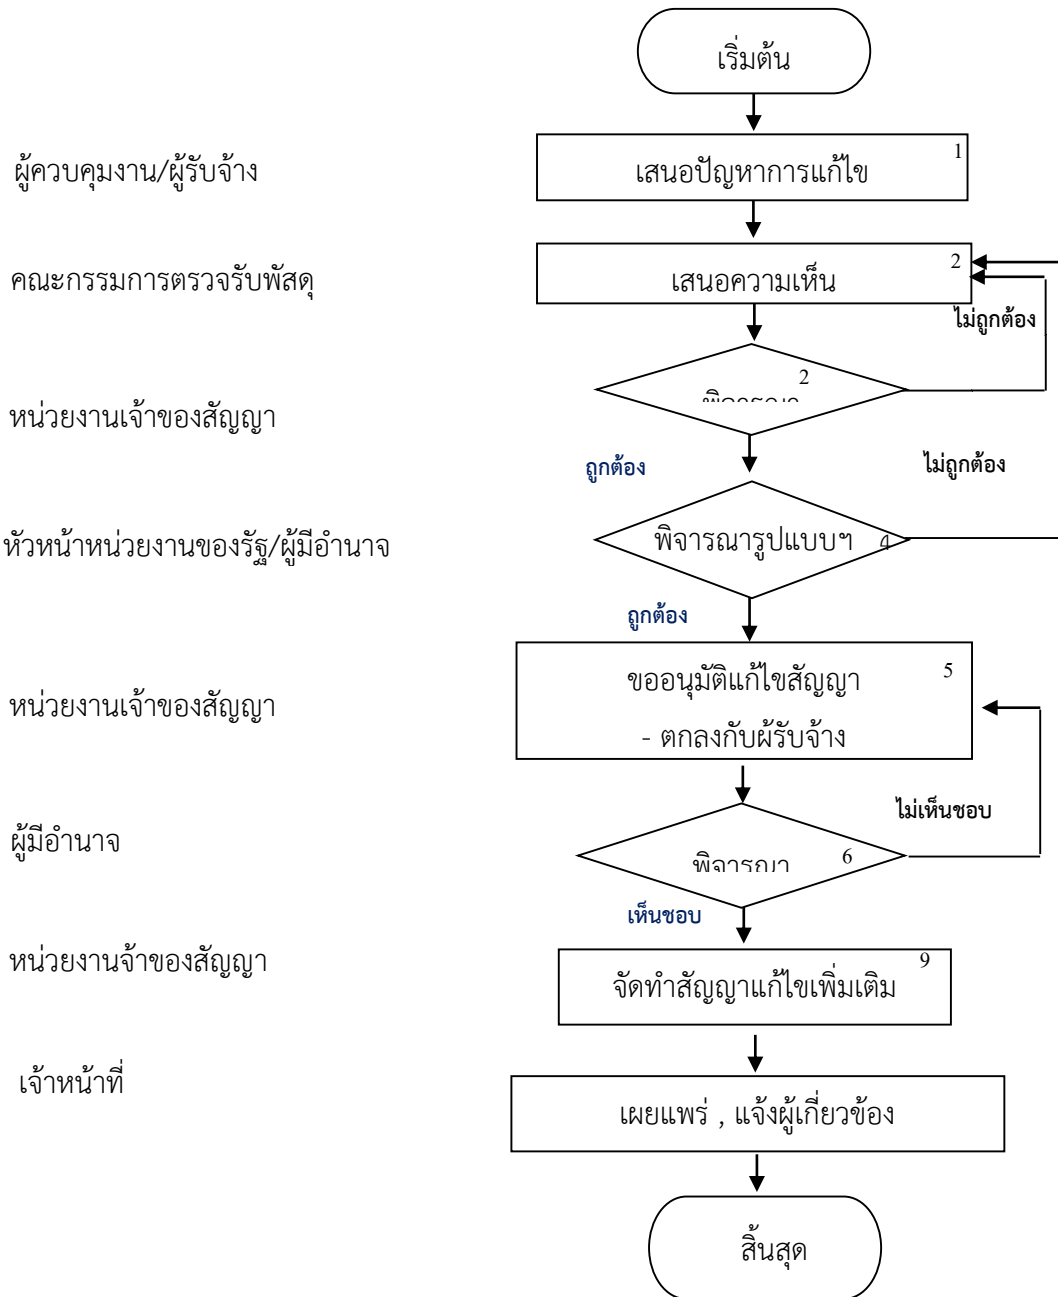 เริ่มต้น
ผู้ควบคุมงาน/ผู้รับจ้าง
เสนอปัญหาการแก้ไข 1
คณะกรรมการตรวจรับพัสดุ
เสนอความเห็น 2
ไม่ถูกต้อง
2
พิจารณา
หน่วยงานเจ้าของสัญญา
ถูกต้อง
ไม่ถูกต้อง
หัวหน้าหน่วยงานของรัฐ/ผู้มีอำนาจ
พิจารณารูปแบบฯ 4
ถูกต้อง
ขออนุมัติแก้ไขสัญญา 5
หน่วยงานเจ้าของสัญญา
- ตกลงกับผู้รับจ้าง
ไม่เห็นชอบ
ผู้มีอำนาจ
พิจารณา 6
เห็นชอบ
หน่วยงานจ้าของสัญญา
จัดทำสัญญาแก้ไขเพิ่มเติม 9
เจ้าหน้าที่
เผยแพร่ , แจ้งผู้เกี่ยวข้อง
สิ้นสุด